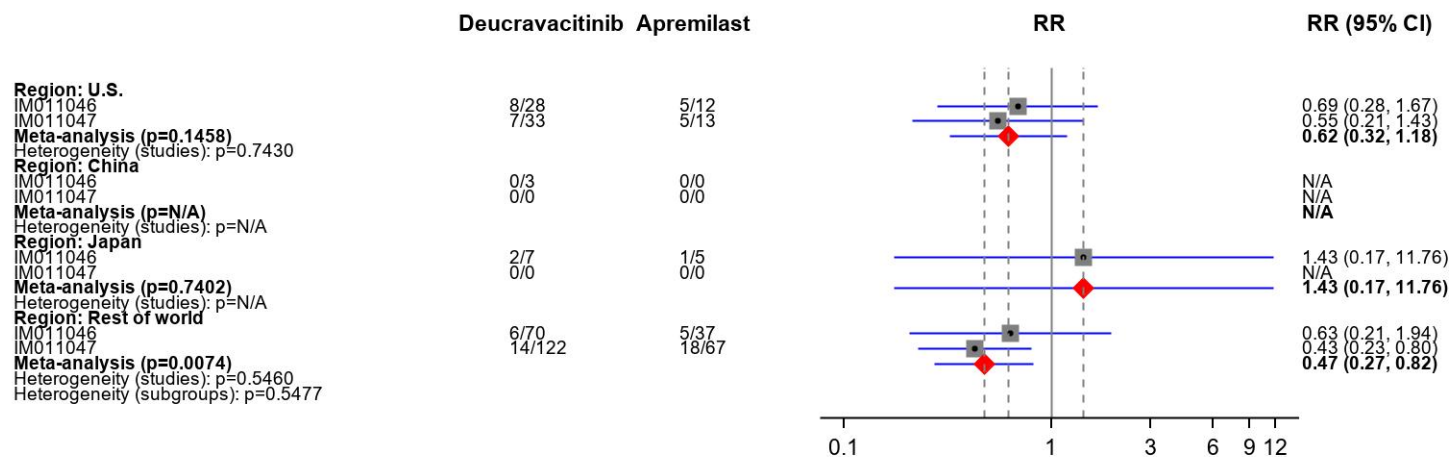 Deucravacitinib Apremilast RR RR (95% CI)
Region: U.S.
IM011046 8/28 5/12 0.69 (0.28, 1.67)
IM011047 7/33 5/13 0.55 (0.21, 1.43)
Meta-analysis (p=0.1458) 0.62 (0.32, 1.18)
Heterogeneity (studies): p=0.7430
Region: China
IM011046 0/3 0/0 N/A
IM011047 0/0 0/0 N/A
Meta-analysis (p=N/A) N/A
Heterogeneity (studies): p=N/A
Region: Japan
IM011046 2/7 1/5 1.43 (0.17, 11.76)
IM011047 0/0 0/0 N/A
Meta-analysis (p=0.7402) 1.43 (0.17, 11.76)
Heterogeneity (studies): p=N/A
Region: Rest of world
IM011046 6/70 5/37 0.63 (0.21, 1.94)
IM011047 14/122 18/67 0.43 (0.23, 0.80)
Meta-analysis (p=0.0074) 0.47 (0.27, 0.82)
Heterogeneity (studies): p=0.5460
Heterogeneity (subgroups): p=0.5477
0.1 1 3 6 9 12